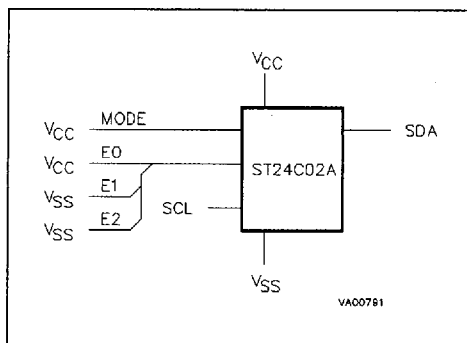 VCC
VCC MODE
VCC E0
VSS E1
VSS E2
SCL
ST24C02A
SDA
VSS
VA00791